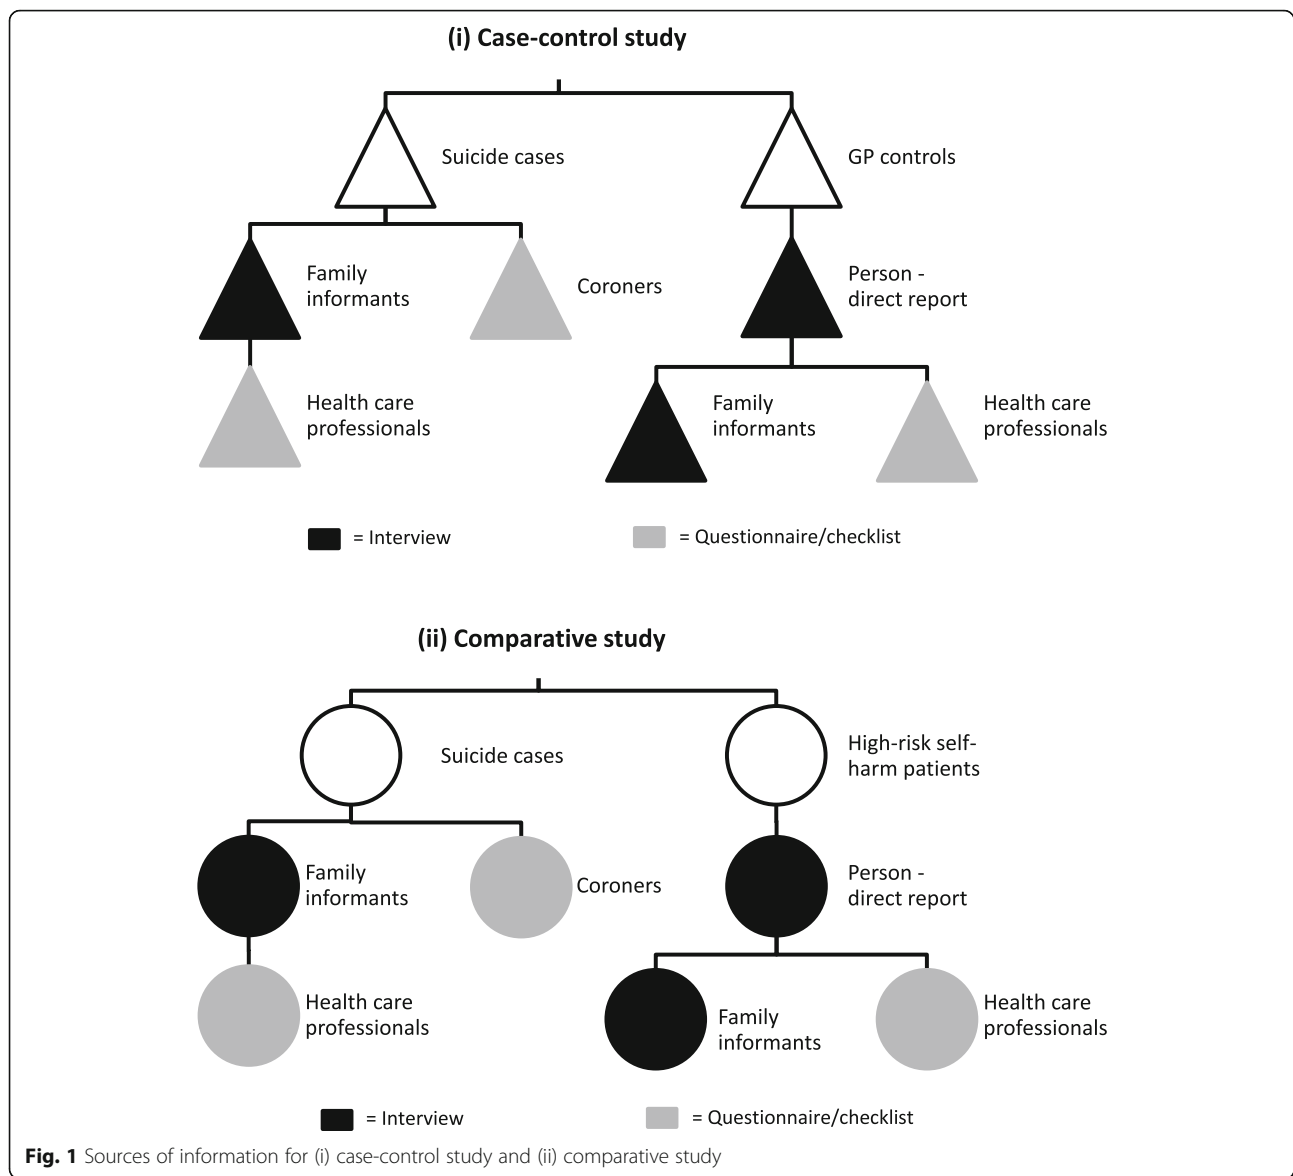 (i) Case-control study
Suicide cases
GP controls
Family
informants
Coroners
Person -
direct report
Health care
professionals
Family
informants
Health care
professionals
= Interview
= Questionnaire/checklist
(ii) Comparative study
Suicide cases
High-risk self-
harm patients
Family
informants
Coroners
Person -
direct report
Health care
professionals
Family
informants
Health care
professionals
= Interview
= Questionnaire/checklist
Fig. 1 Sources of information for (i) case-control study and (ii) comparative study